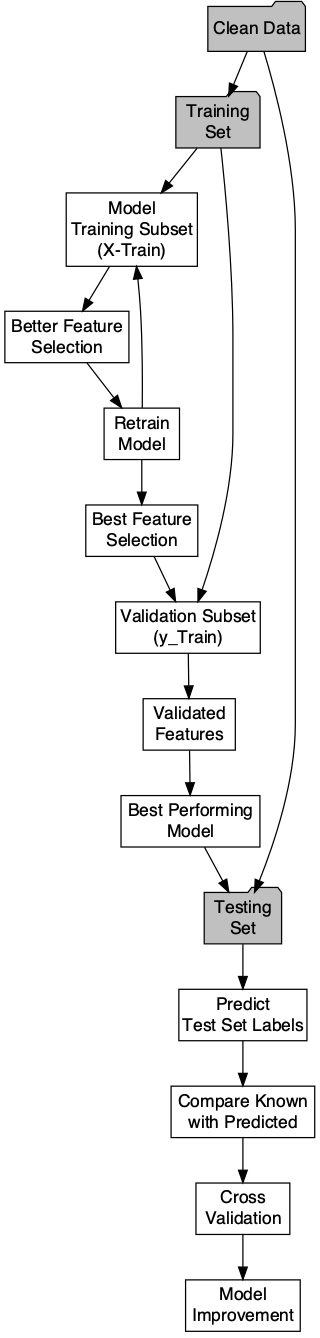 Clean Data
Training
Set
Model
Training Subset
(X-Train)
Better Feature
Selection
Retrain
Model
Best Feature
Selection
Validation Subset
(y_Train)
Validated
Features
Best Performing
Model
Testing
Set
Predict
Test Set Labels
Compare Known
with Predicted
Cross
Validation
Model
Improvement